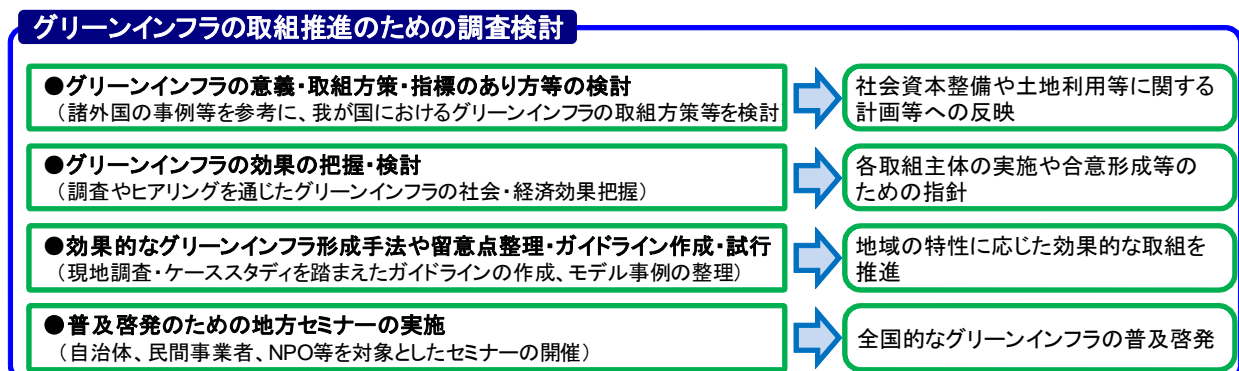 グリーンインフラの取組推進のための調査検討
●グリーンインフラの意義・取組方策・指標のあり方等の検討
（諸外国の事例等を参考に、我が国におけるグリーンインフラの取組方策等を検討
社会資本整備や土地利用等に関する
計画等への反映
●グリーンインフラの効果の把握・検討
（調査やヒアリングを通じたグリーンインフラの社会・経済効果把握）
各取組主体の実施や合意形成等の
ための指針
●効果的なグリーンインフラ形成手法や留意点整理・ガイドライン作成・試行
（現地調査・ケーススタディを踏まえたガイドラインの作成、モデル事例の整理）
地域の特性に応じた効果的な取組を
推進
●普及啓発のための地方セミナーの実施
（自治体、民間事業者、NPO等を対象としたセミナーの開催）
全国的なグリーンインフラの普及啓発